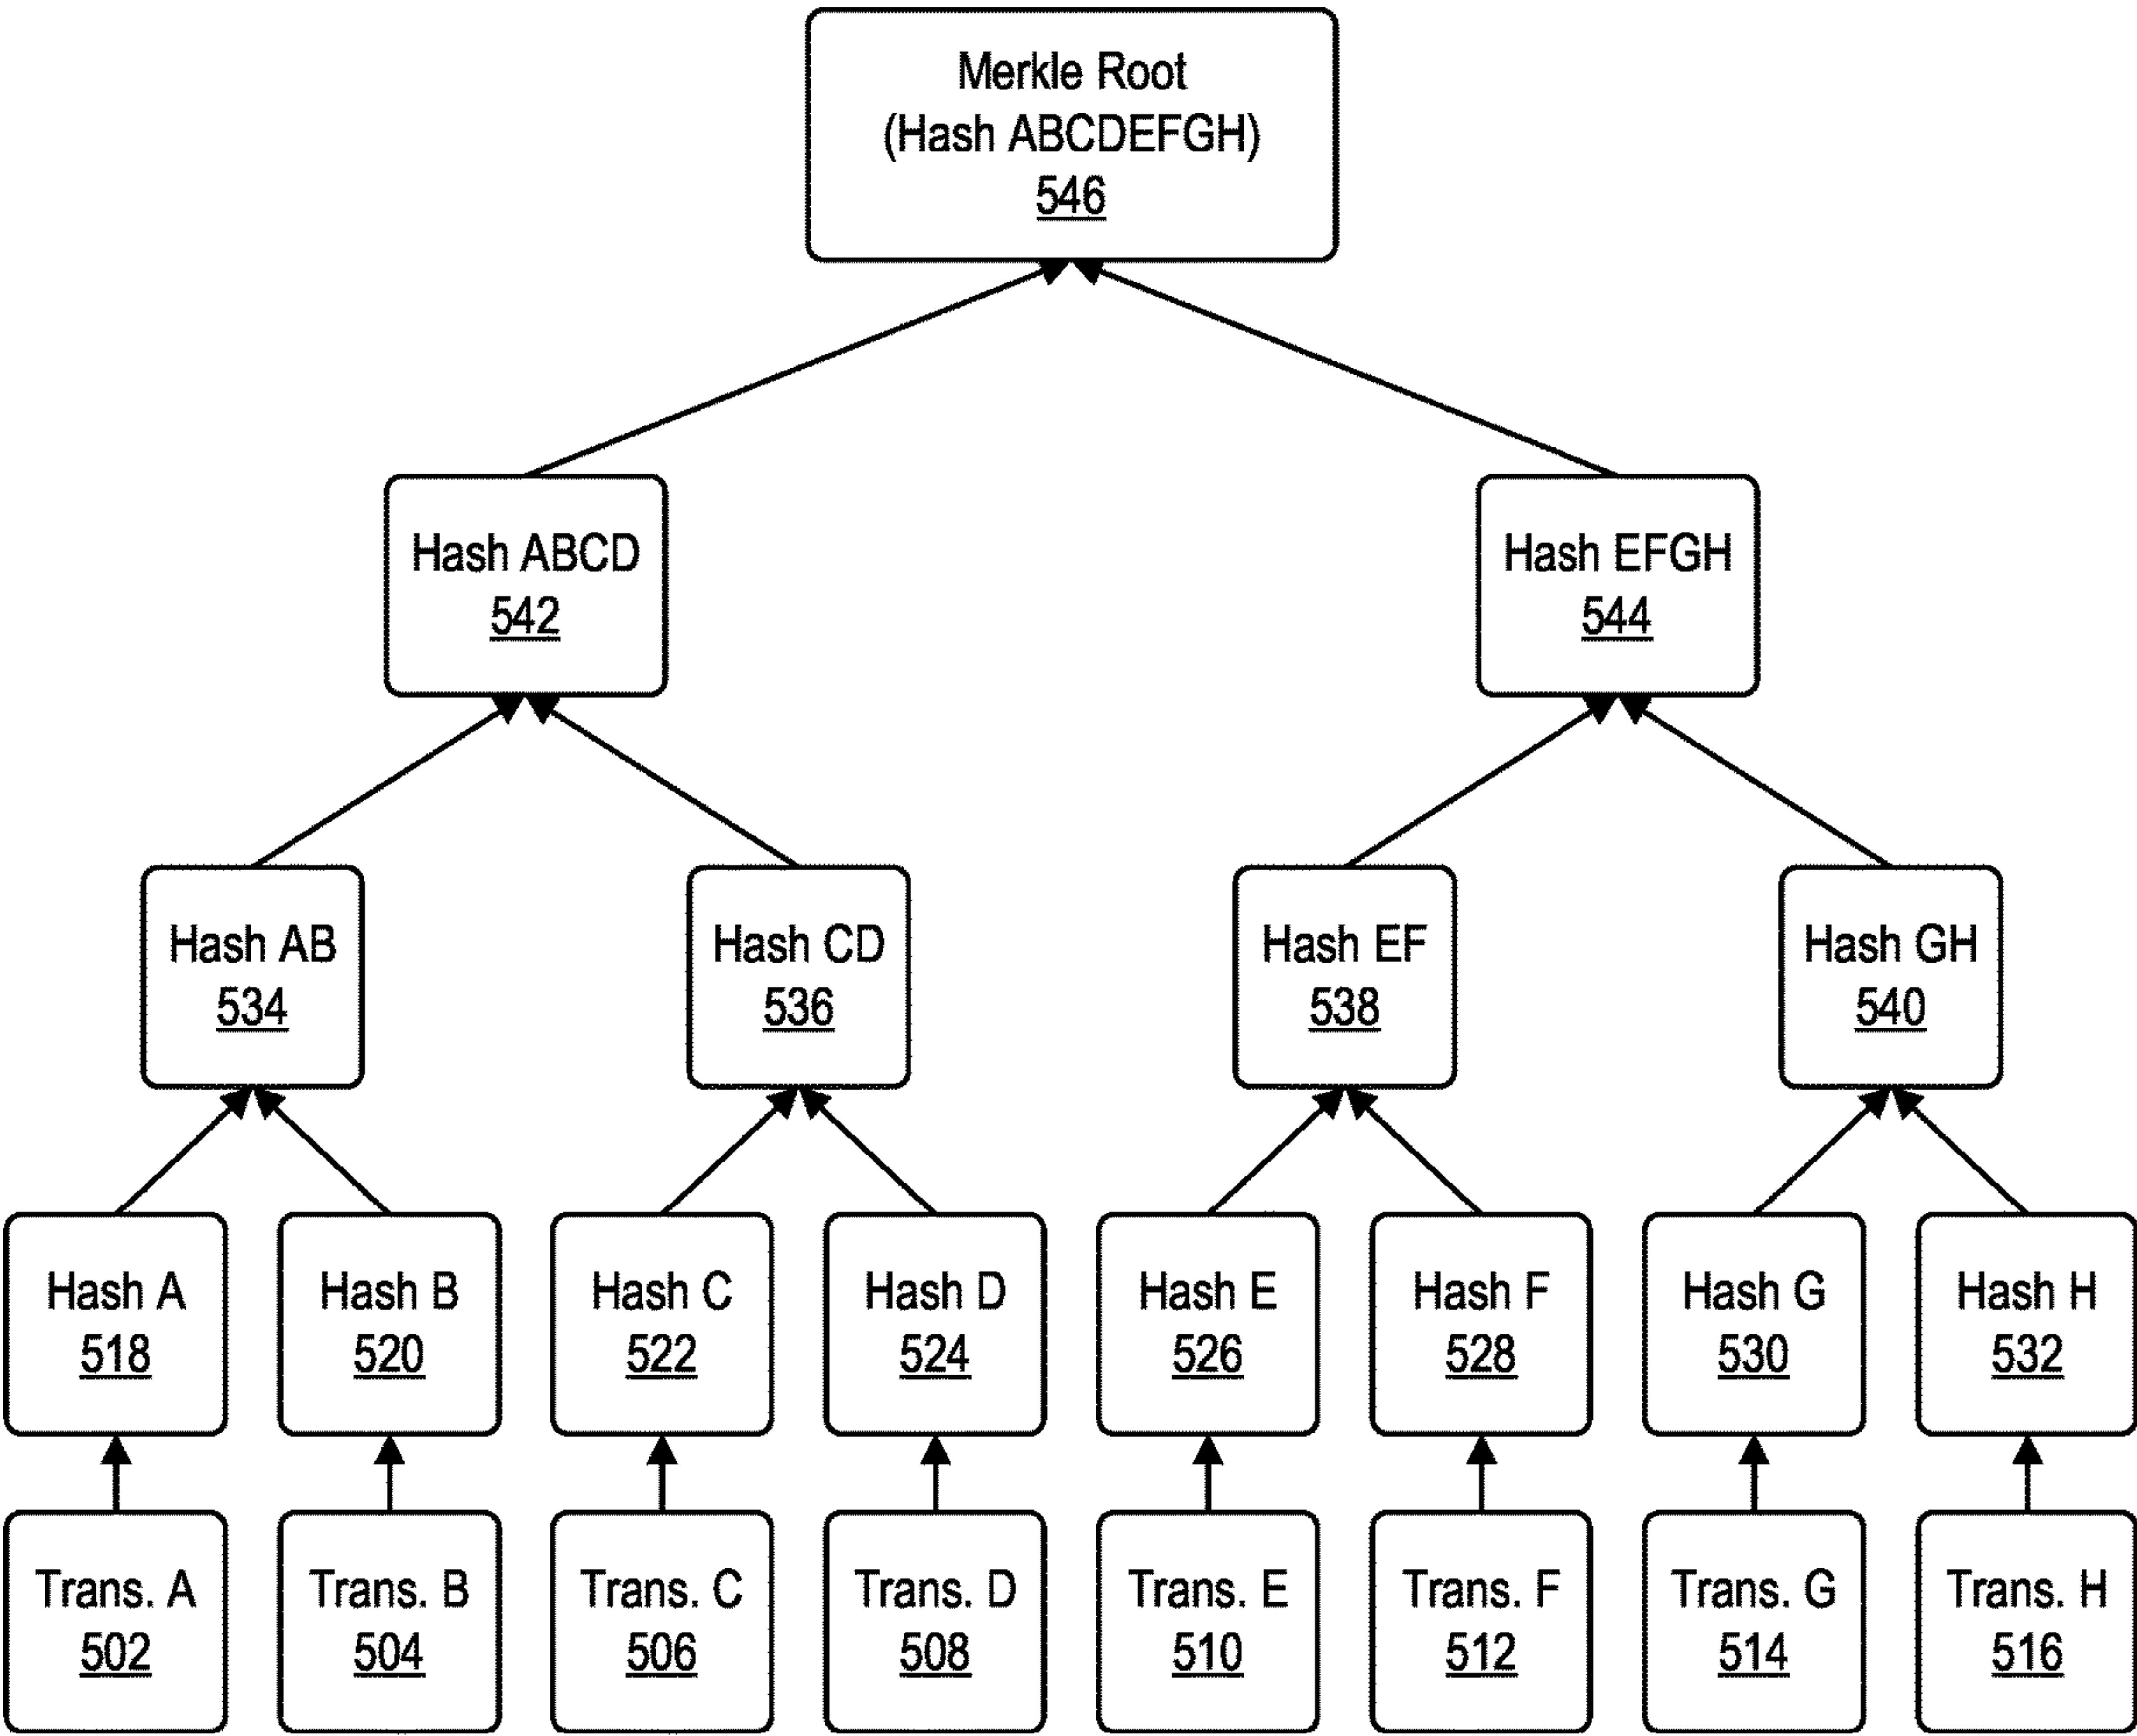 Merkle Root
(Hash ABCDEFGH)
546
Hash ABCD
542
Hash EFGH
544
Hash AB
534
Hash CD
536
Hash EF
538
Hash GH
540
Hash A
518
Hash B
520
Hash C
522
Hash D
524
Hash E
526
Hash F
528
Hash G
530
Hash H
532
Trans. A
502
Trans. B
504
Trans. C
506
Trans. D
508
Trans. E
510
Trans. F
512
Trans. G
514
Trans. H
516